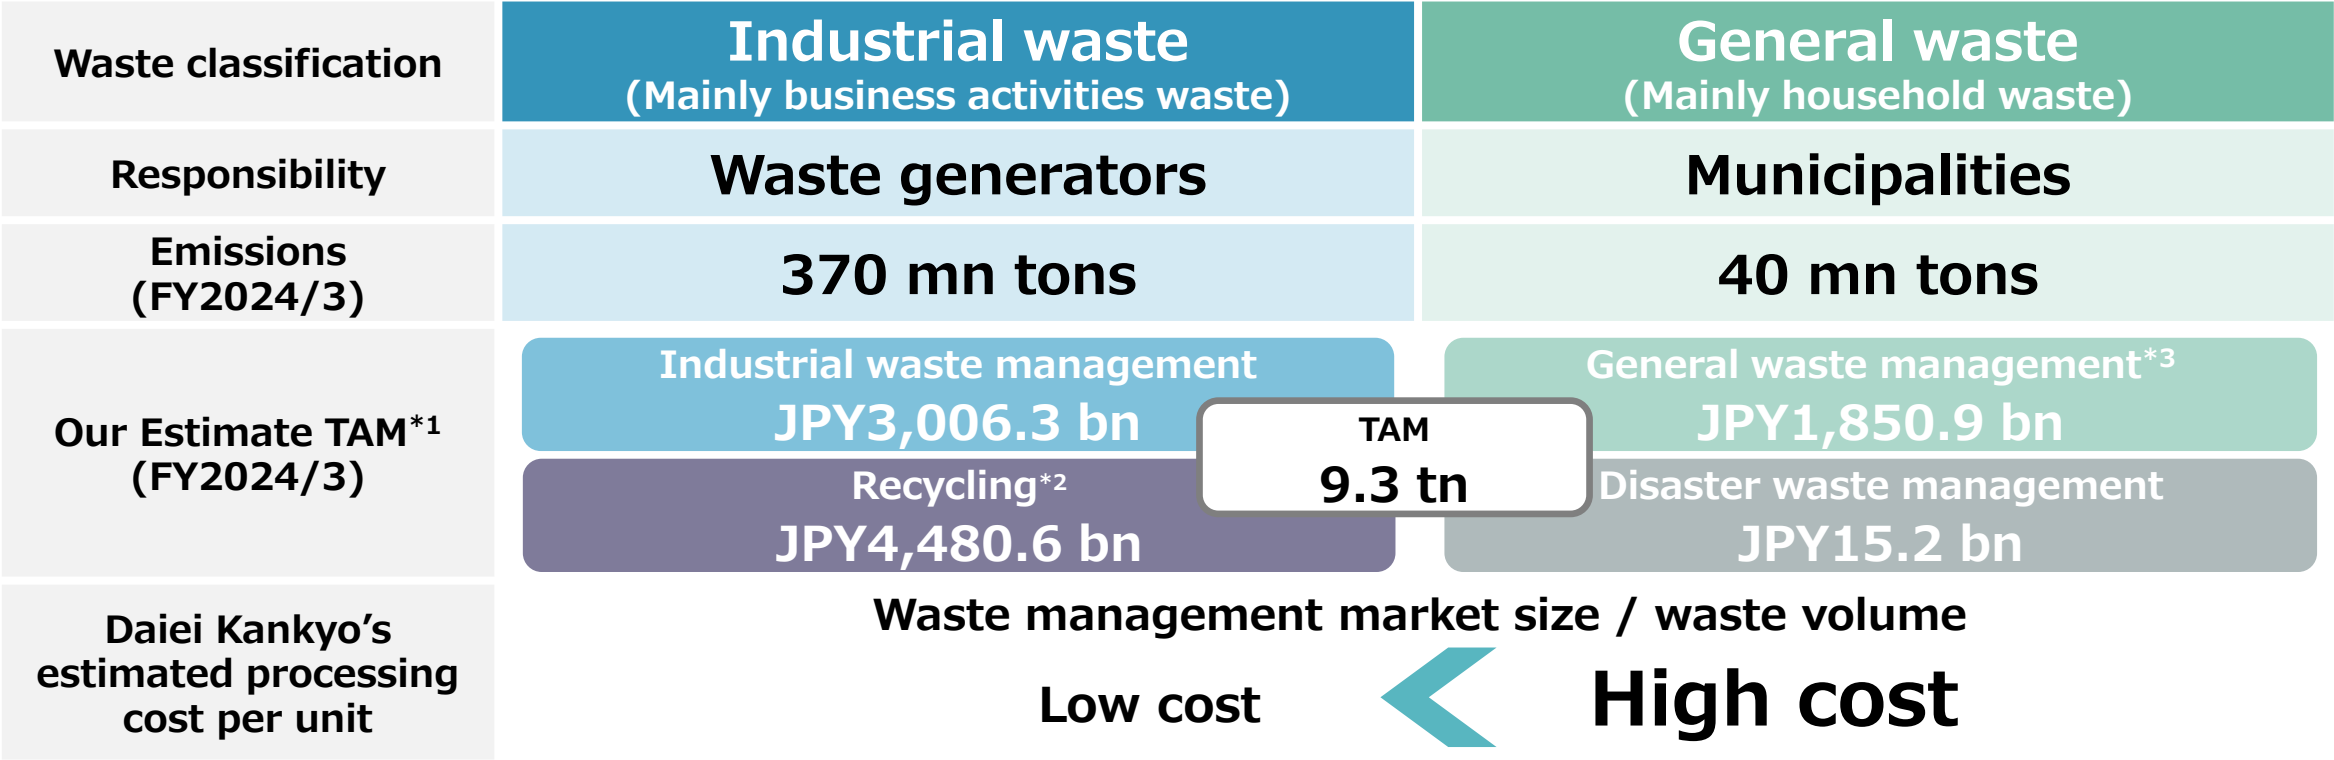 Waste classification
Industrial waste
(Mainly business activities waste)
General waste
(Mainly household waste)
Responsibility
Waste generators
Municipalities
Emissions
(FY2024/3)
370 mn tons
40 mn tons
Our Estimate TAM*1
(FY2024/3)
Industrial waste management
JPY3,006.3 bn
General waste management*3
JPY1,850.9 bn
TAM
9.3 tn
Recycling*2
JPY4,480.6 bn
Disaster waste management
JPY15.2 bn
Daiei Kankyo’s
estimated processing
cost per unit
Waste management market size / waste volume
Low cost
High cost